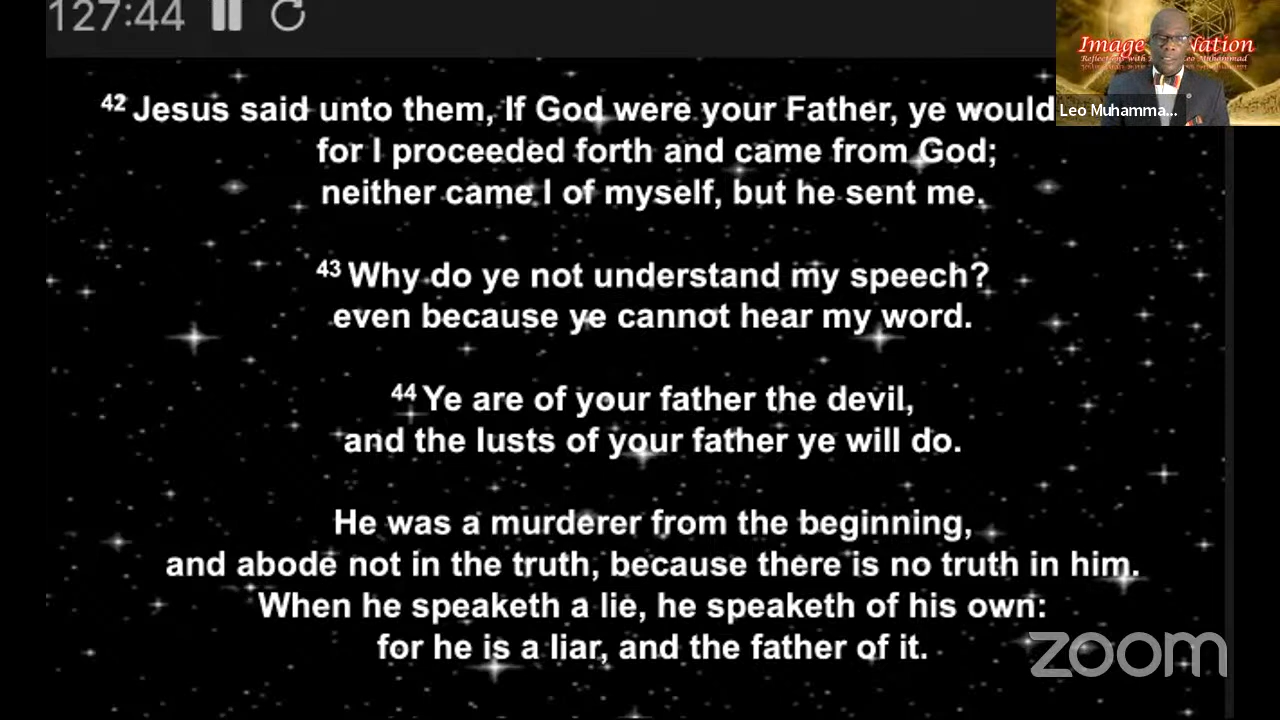 127:44
Image Nation
Reflections with Leo Muhammad
Leo Muhamma...
42 Jesus said unto them, If God were your Father, ye would
for I proceeded forth and came from God;
neither came I of myself, but he sent me.
43 Why do ye not understand my speech?
even because ye cannot hear my word.
44 Ye are of your father the devil,
and the lusts of your father ye will do.
He was a murderer from the beginning,
and abode not in the truth, because there is no truth in him.
When he speaketh a lie, he speaketh of his own:
for he is a liar, and the father of it.
zoom